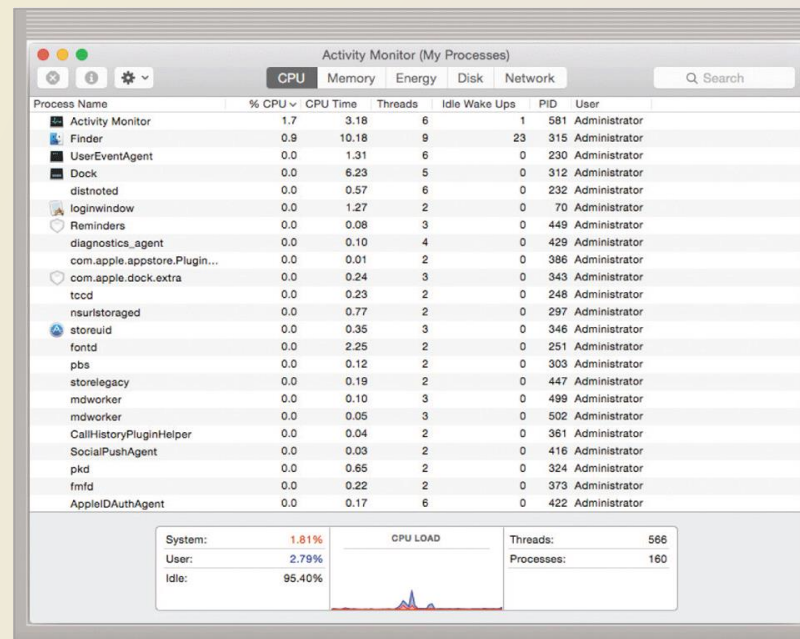 Activity Monitor (My Processes)
CPU Memory Energy Disk Network Search
Process Name % CPU CPU Time Threads Idle Wake Ups PID User
Activity Monitor 1.7 3.18 6 1 581 Administrator
Finder 0.9 10.18 9 23 315 Administrator
UserEventAgent 0.0 1.31 6 0 230 Administrator
Dock 0.0 6.23 5 0 312 Administrator
distnoted 0.0 0.57 6 0 232 Administrator
loginwindow 0.0 1.27 2 0 70 Administrator
Reminders 0.0 0.08 3 0 449 Administrator
diagnostics_agent 0.0 0.10 4 0 429 Administrator
com.apple.appstore.Plugin... 0.0 0.01 2 0 386 Administrator
com.apple.dock.extra 0.0 0.24 3 0 343 Administrator
tccd 0.0 0.23 2 0 248 Administrator
nsurlstoraged 0.0 0.77 2 0 297 Administrator
storeuid 0.0 0.35 3 0 346 Administrator
fontd 0.0 2.25 2 0 251 Administrator
pbs 0.0 0.12 2 0 303 Administrator
storelegacy 0.0 0.19 2 0 447 Administrator
mdworker 0.0 0.10 3 0 499 Administrator
mdworker 0.0 0.05 3 0 502 Administrator
CallHistoryPluginHelper 0.0 0.04 2 0 361 Administrator
SocialPushAgent 0.0 0.03 2 0 416 Administrator
pkd 0.0 0.65 2 0 324 Administrator
fmfd 0.0 0.22 2 0 373 Administrator
AppleIDAuthAgent 0.0 0.17 6 0 422 Administrator
System: 1.81% CPU LOAD Threads: 566
User: 2.79% Processes: 160
Idle: 95.40%